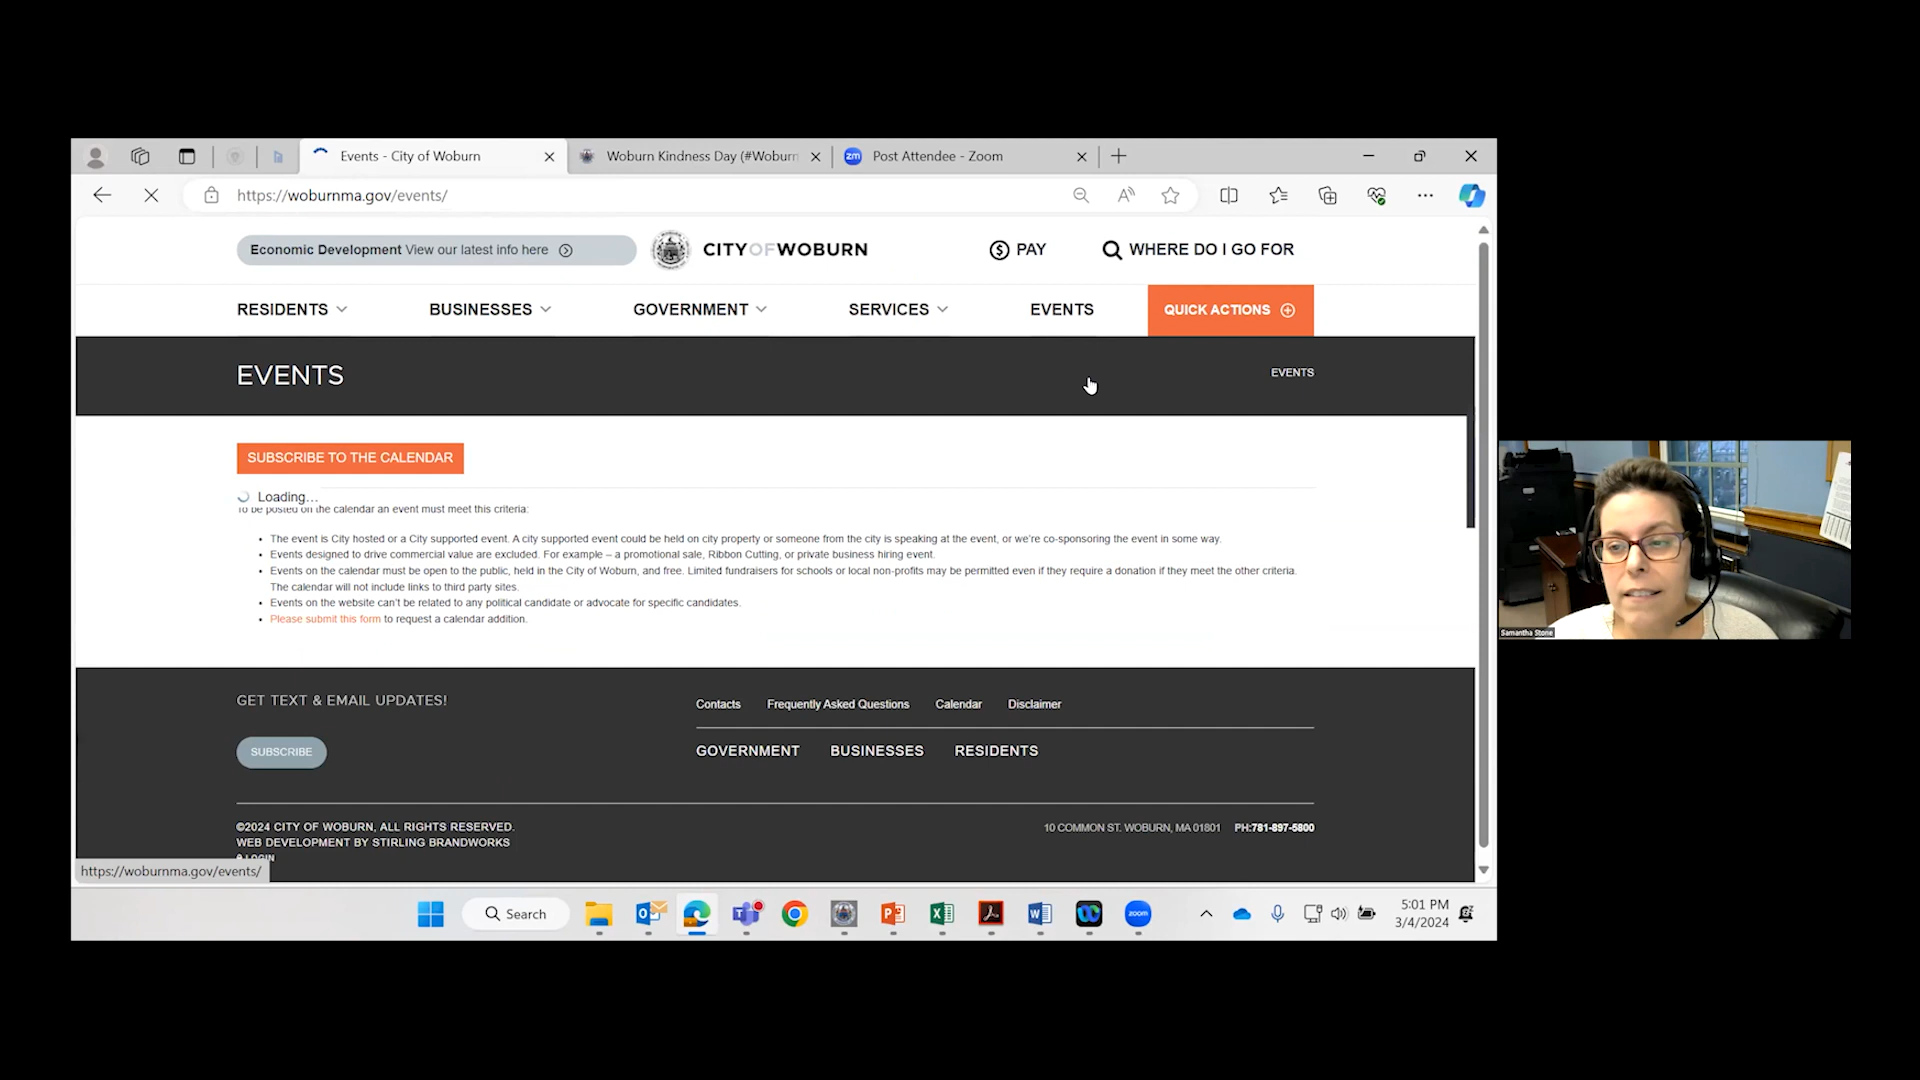 Events - City of Woburn
Woburn Kindness Day (#Woburn
zm
Post Attendee - Zoom
https://woburnma.gov/events/
Economic Development View our latest info here
CITYOFWOBURN
PAY
WHERE DO I GO FOR
RESIDENTS
BUSINESSES
GOVERNMENT
SERVICES
EVENTS
QUICK ACTIONS
EVENTS
EVENTS
SUBSCRIBE TO THE CALENDAR
Loading...
To be posted on the calendar an event must meet this criteria:
• The event is City hosted or a City supported event. A city supported event could be held on city property or someone from the city is speaking at the event, or we're co-sponsoring the event in some way.
• Events designed to drive commercial value are excluded. For example – a promotional sale, Ribbon Cutting, or private business hiring event.
• Events on the calendar must be open to the public, held in the City of Woburn, and free. Limited fundraisers for schools or local non-profits may be permitted even if they require a donation if they meet the other criteria.
The calendar will not include links to third party sites.
• Events on the website can't be related to any political candidate or advocate for specific candidates.
• Please submit this form to request a calendar addition.
Samantha Stone
GET TEXT & EMAIL UPDATES!
SUBSCRIBE
Contacts
Frequently Asked Questions
Calendar
Disclaimer
GOVERNMENT
BUSINESSES
RESIDENTS
©2024 CITY OF WOBURN, ALL RIGHTS RESERVED.
WEB DEVELOPMENT BY STIRLING BRANDWORKS
LOGIN
10 COMMON ST. WOBURN, MA 01801
PH:781-897-5800
https://woburnma.gov/events/
Search
zoom
5:01 PM
3/4/2024